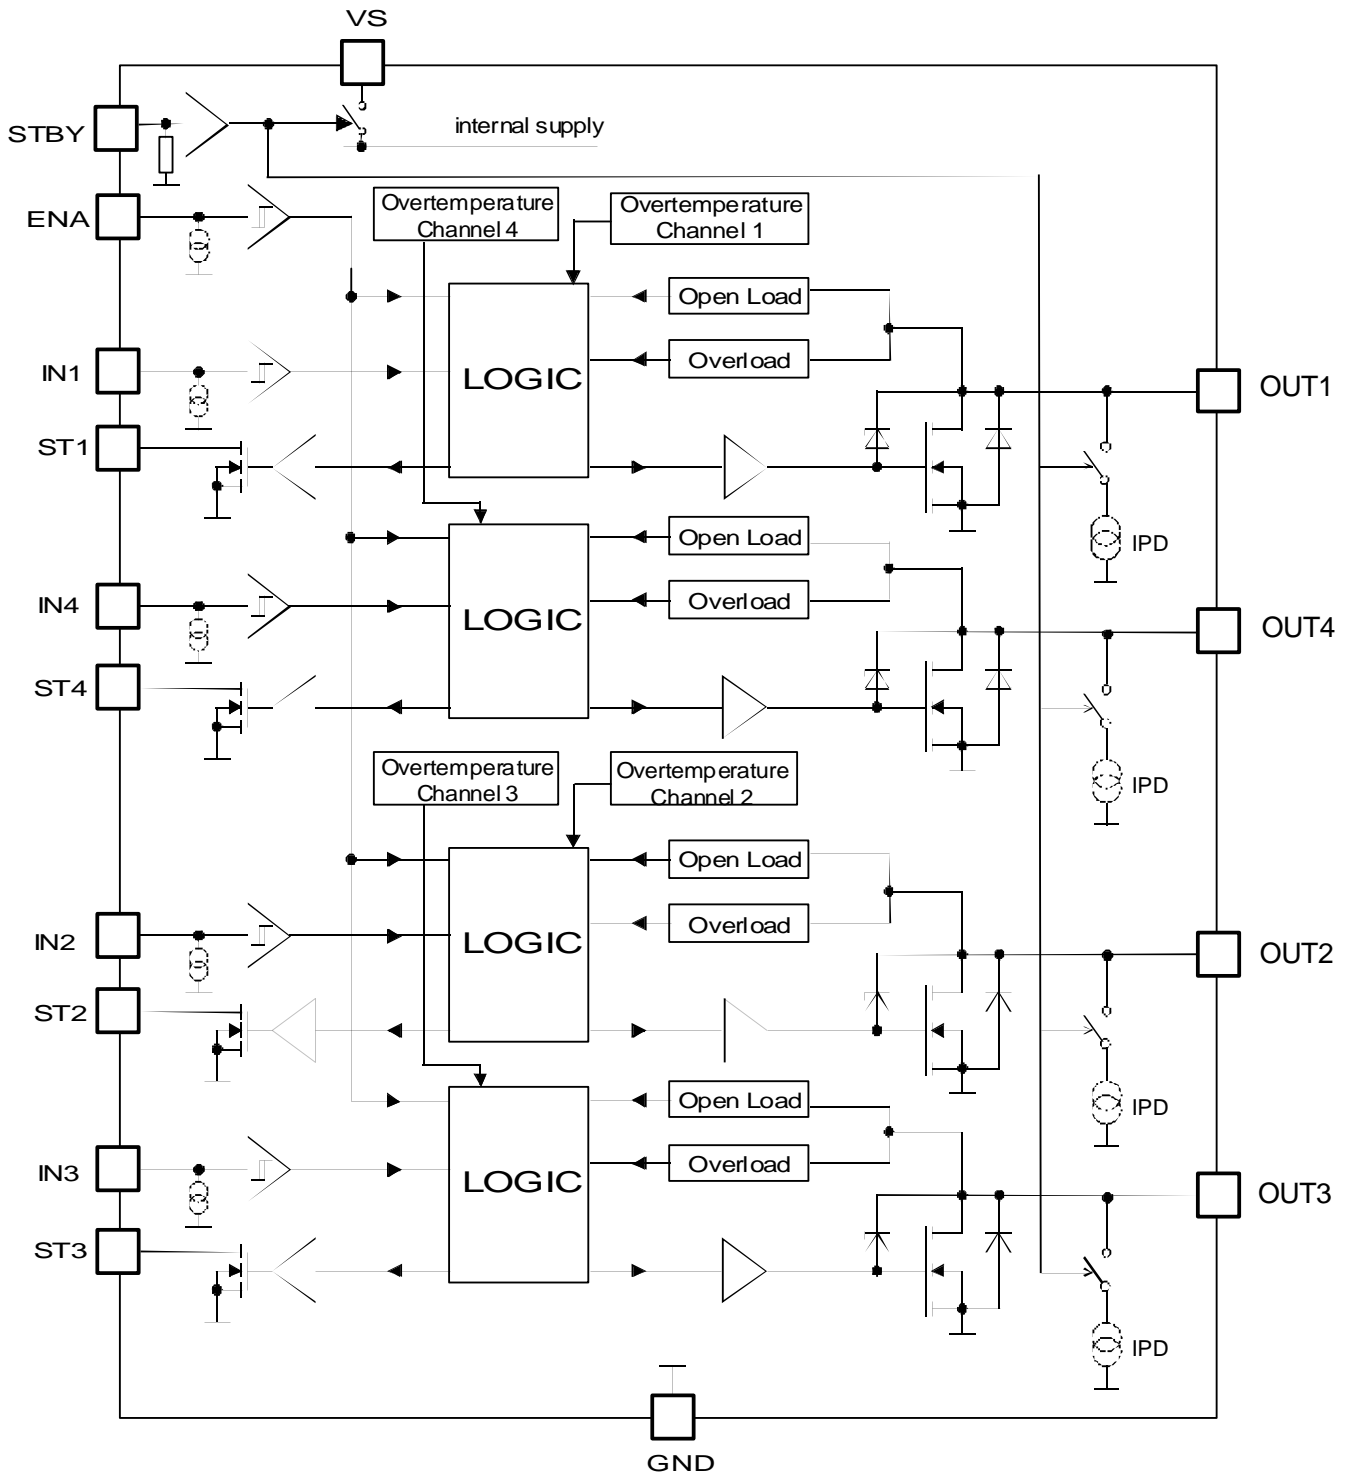 VS
STBY
internal supply
ENA
Overtemperature
Channel 4
Overtemperature
Channel 1
Open Load
IN1
LOGIC
Overload
OUT1
ST1
Open Load
IPD
IN4
LOGIC
Overload
OUT4
ST4
Overtemperature
Channel 3
Overtemperature
Channel 2
IPD
Open Load
IN2
LOGIC
Overload
OUT2
ST2
Open Load
IPD
IN3
LOGIC
Overload
OUT3
ST3
IPD
GND